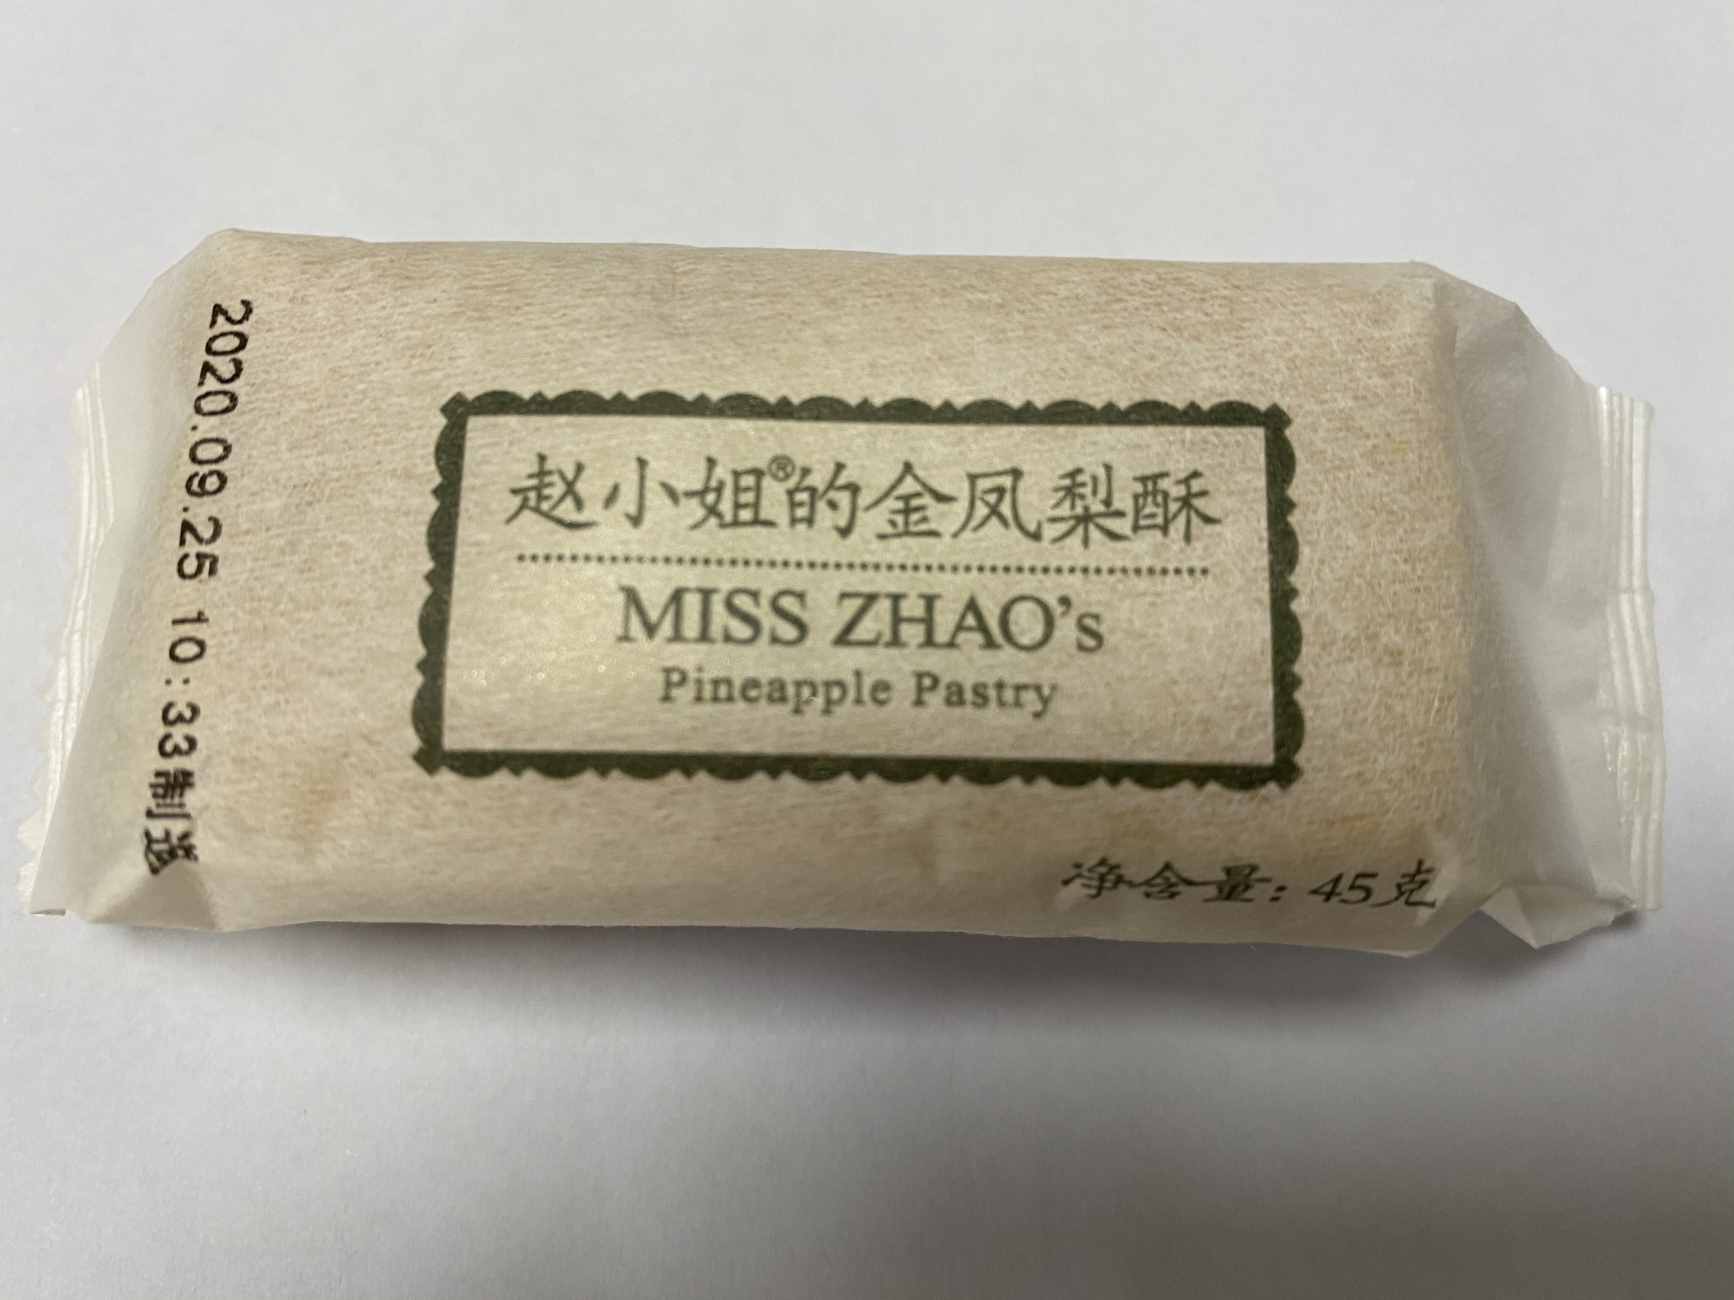 2020.09.25 10:33制造
赵小姐®的金凤梨酥
MISS ZHAO's
Pineapple Pastry
净含量: 45克